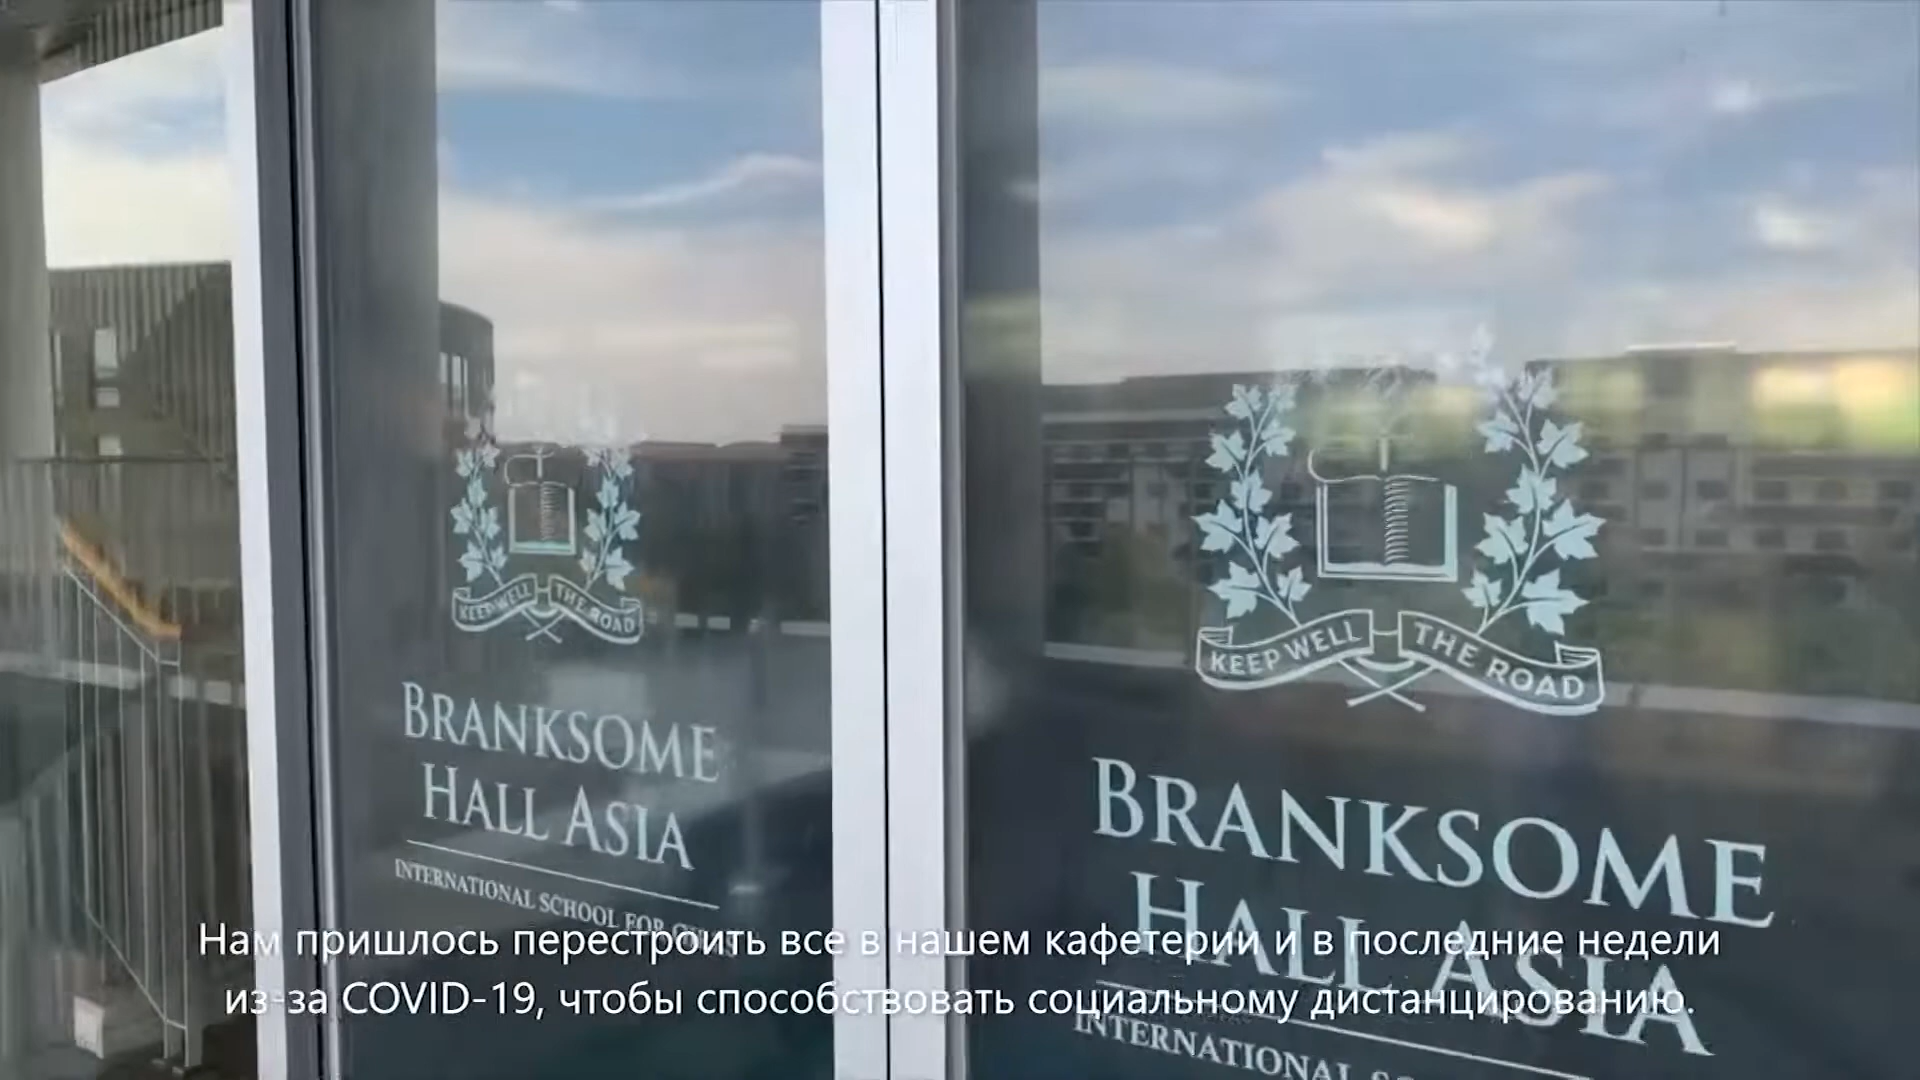 KEEP WELL THE ROAD
BRANKSOME
HALL ASIA
INTERNATIONAL SCHOOL FOR
KEEP WELL THE ROAD
BRANKSOME
HALL ASIA
INTERNATIONAL
Нам пришлось перестроить все в нашем кафетерии и в последние недели
из-за COVID-19, чтобы способствовать социальному дистанцированию.